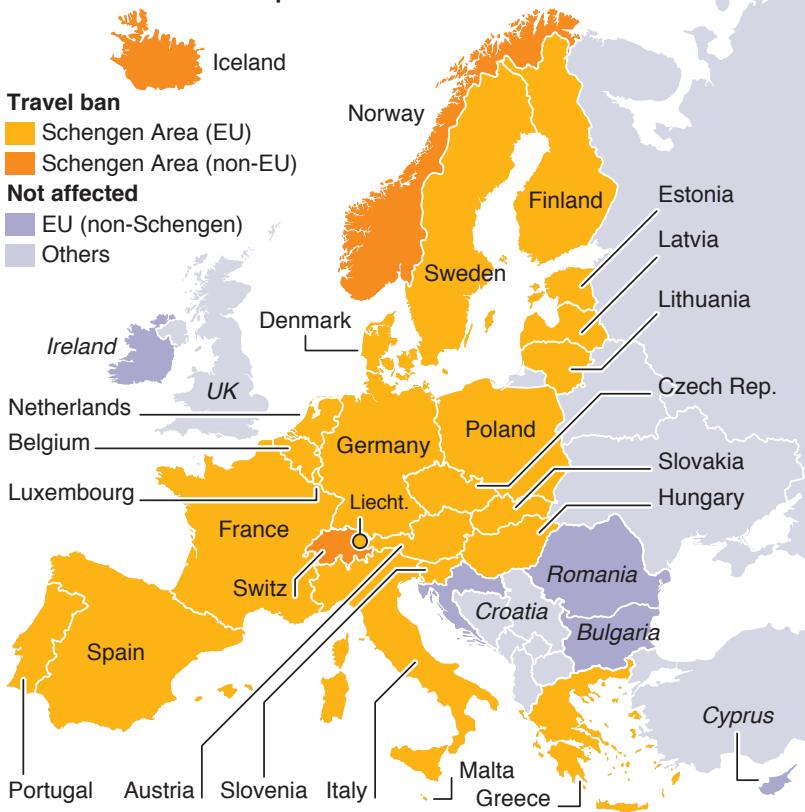 Iceland
Travel ban
Schengen Area (EU)
Schengen Area (non-EU)
Not affected
EU (non-Schengen)
Others
Norway
Finland
Sweden
Estonia
Latvia
Lithuania
Denmark
Ireland
UK
Netherlands
Belgium
Luxembourg
Germany
Poland
Czech Rep.
Slovakia
Hungary
Liecht.
France
Switz
Romania
Croatia
Bulgaria
Spain
Cyprus
Portugal
Austria
Slovenia
Italy
Malta
Greece